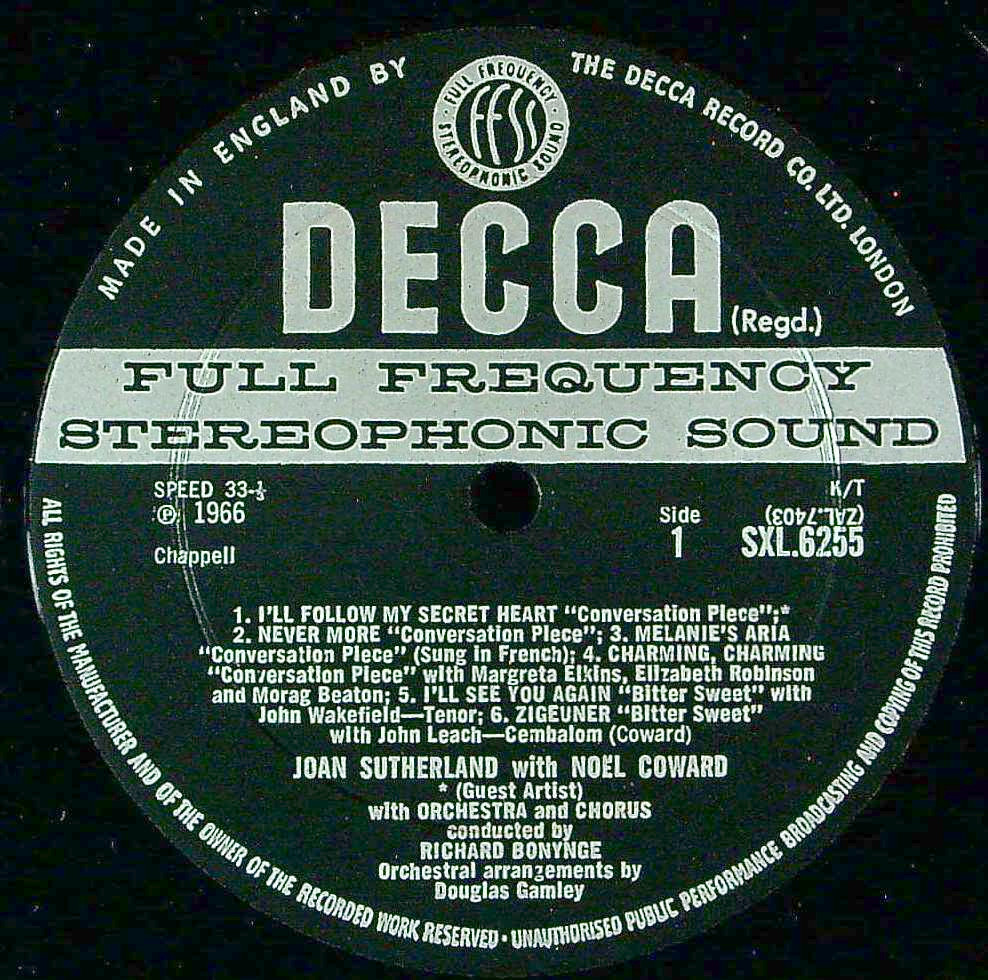 MADE IN ENGLAND BY THE DECCA RECORD CO. LTD. LONDON
FULL FREQUENCY
ffss
STEREOPHONIC SOUND
DECCA (Regd.)
FULL FREQUENCY
STEREOPHONIC SOUND
SPEED 33-⅓
Ⓟ 1966
Chappell
K/T
(ZAL.7403)
Side
1
SXL.6255
1. I'LL FOLLOW MY SECRET HEART “Conversation Piece”;*
2. NEVER MORE “Conversation Piece”; 3. MELANIE'S ARIA
“Conversation Piece” (Sung in French); 4. CHARMING, CHARMING
“Conversation Piece” with Margreta Elkins, Elizabeth Robinson
and Morag Beaton; 5. I'LL SEE YOU AGAIN “Bitter Sweet” with
John Wakefield—Tenor; 6. ZIGEUNER “Bitter Sweet”
with John Leach—Cembalom (Coward)
JOAN SUTHERLAND with NOËL COWARD
* (Guest Artist)
with ORCHESTRA and CHORUS
conducted by
RICHARD BONYNGE
Orchestral arrangements by
Douglas Gamley
ALL RIGHTS OF THE MANUFACTURER AND OF THE OWNER OF THE RECORDED WORK RESERVED · UNAUTHORISED PUBLIC PERFORMANCE BROADCASTING AND COPYING OF THIS RECORD PROHIBITED